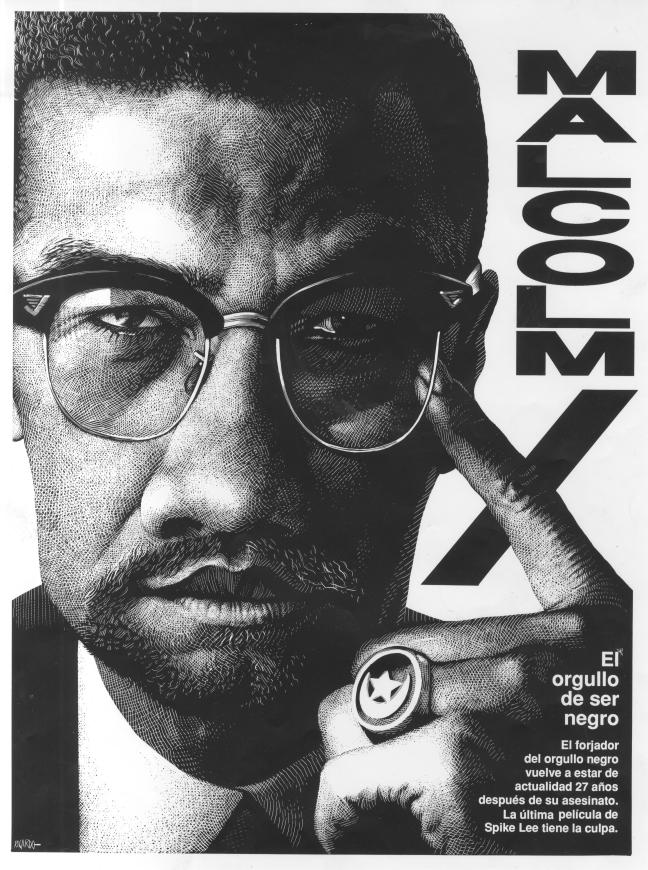 MALCOLM
X
El
orgullo
de ser
negro
El forjador
del orgullo negro
vuelve a estar de
actualidad 27 años
después de su asesinato.
La última película de
Spike Lee tiene la culpa.